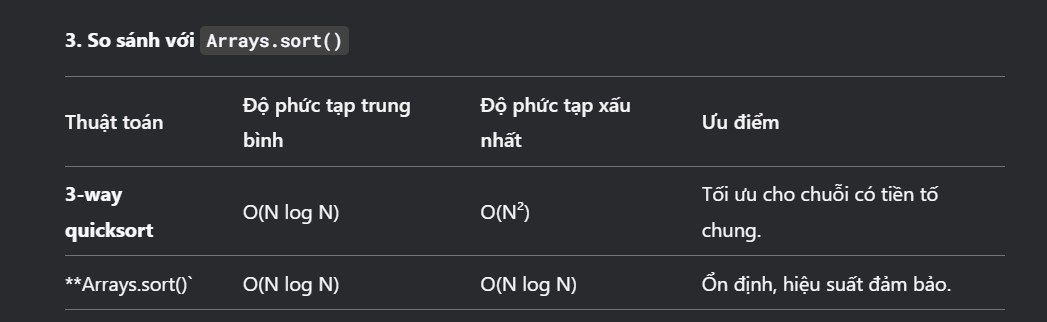 3. So sánh với Arrays.sort()
Thuật toán
Độ phức tạp trung
bình
Độ phức tạp xấu
nhất
Ưu điểm
3-way
quicksort
O(N log N)
O(N²)
Tối ưu cho chuỗi có tiền tố
chung.
**Arrays.sort()`
O(N log N)
O(N log N)
Ổn định, hiệu suất đảm bảo.